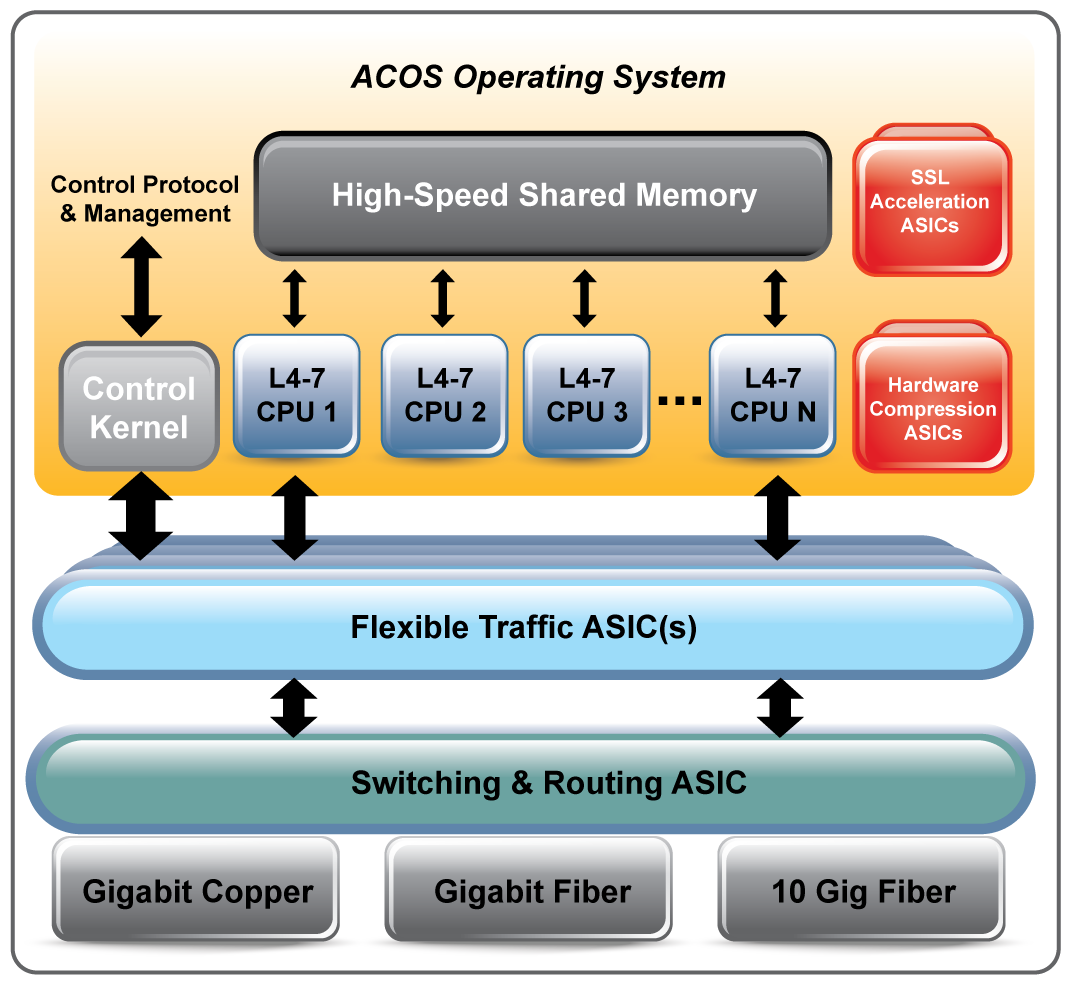 ACOS Operating System
Control Protocol
& Management
High-Speed Shared Memory
SSL
Acceleration
ASICs
Control
Kernel
L4-7
CPU 1
L4-7
CPU 2
L4-7
CPU 3
...
L4-7
CPU N
Hardware
Compression
ASICs
Flexible Traffic ASIC(s)
Switching & Routing ASIC
Gigabit Copper
Gigabit Fiber
10 Gig Fiber